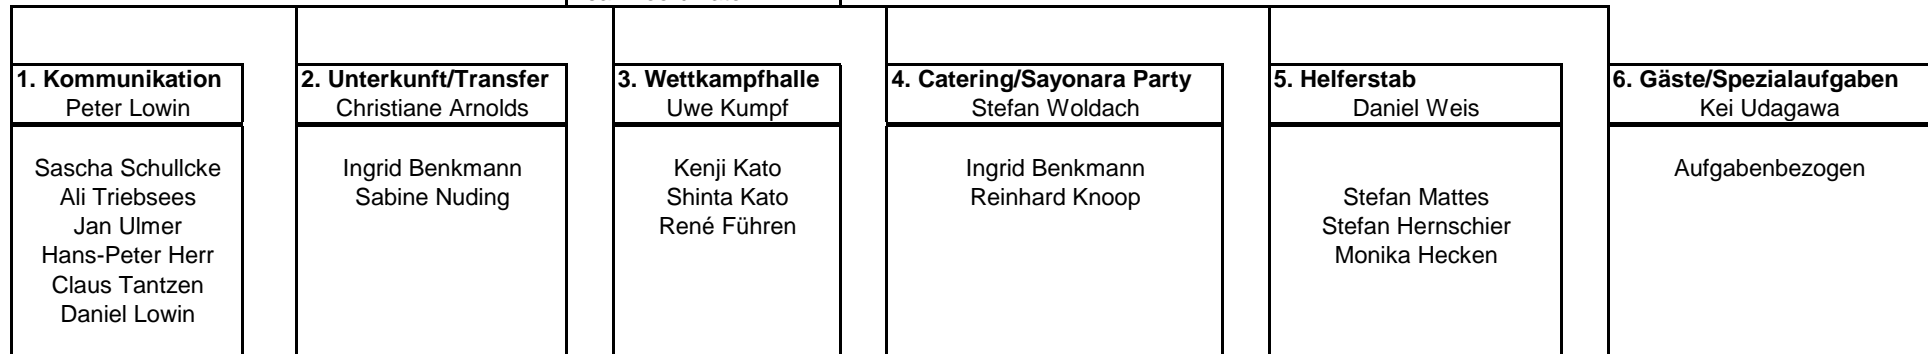 1. Kommunikation
Peter Lowin
Sascha Schullcke
Ali Triebsees
Jan Ulmer
Hans-Peter Herr
Claus Tantzen
Daniel Lowin
2. Unterkunft/Transfer
Christiane Arnolds
Ingrid Benkmann
Sabine Nuding
3. Wettkampfhalle
Uwe Kumpf
Kenji Kato
Shinta Kato
René Führen
4. Catering/Sayonara Party
Stefan Woldach
Ingrid Benkmann
Reinhard Knoop
5. Helferstab
Daniel Weis
Stefan Mattes
Stefan Hernschier
Monika Hecken
6. Gäste/Spezialaufgaben
Kei Udagawa
Aufgabenbezogen